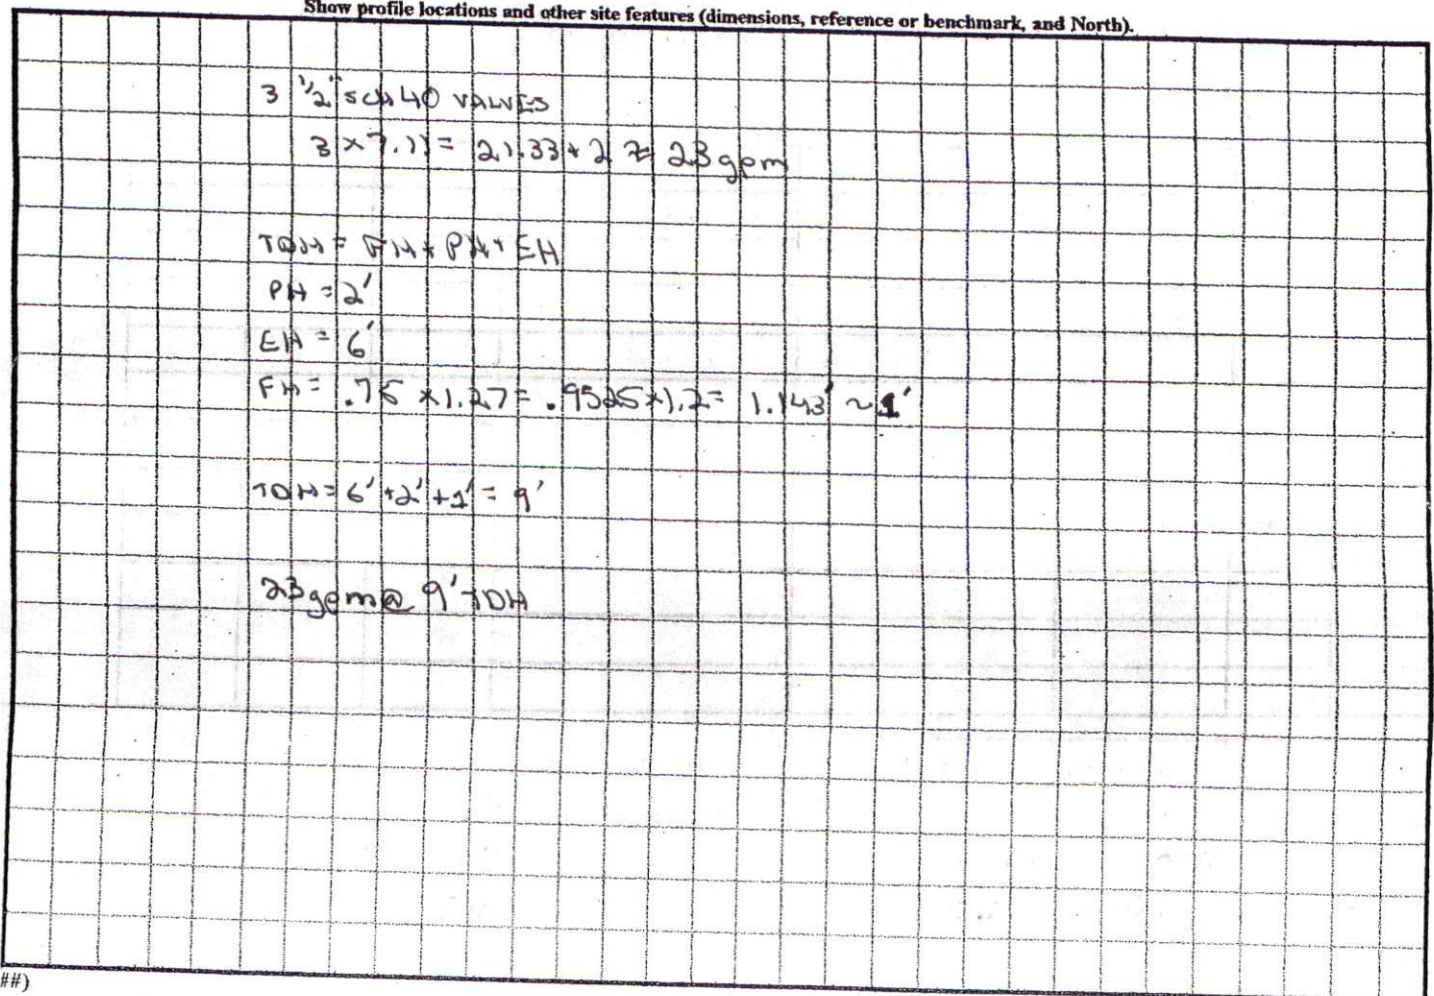 Show profile locations and other site features (dimensions, reference or benchmark, and North).
3 1/2" sch 40 VALVES
3 x 7.11 = 21.33 + 2 ≈ 23 gpm
TDH = FH + PH + EH
PH = 2'
EH = 6'
FH = .75 x 1.27 = .9525 x 1.2 = 1.143' ~ 1'
TDH = 6' + 2' + 1' = 9'
23 gpm @ 9' TDH
##)